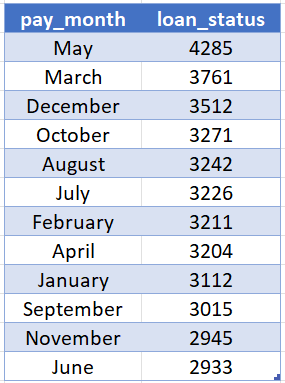 pay_month loan_status
May 4285
March 3761
December 3512
October 3271
August 3242
July 3226
February 3211
April 3204
January 3112
September 3015
November 2945
June 2933